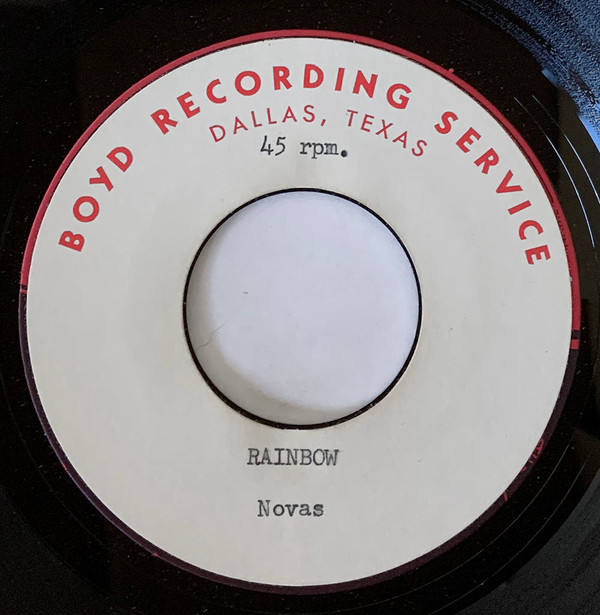 BOYD RECORDING SERVICE
DALLAS, TEXAS
45 rpm.
RAINBOW
Novas